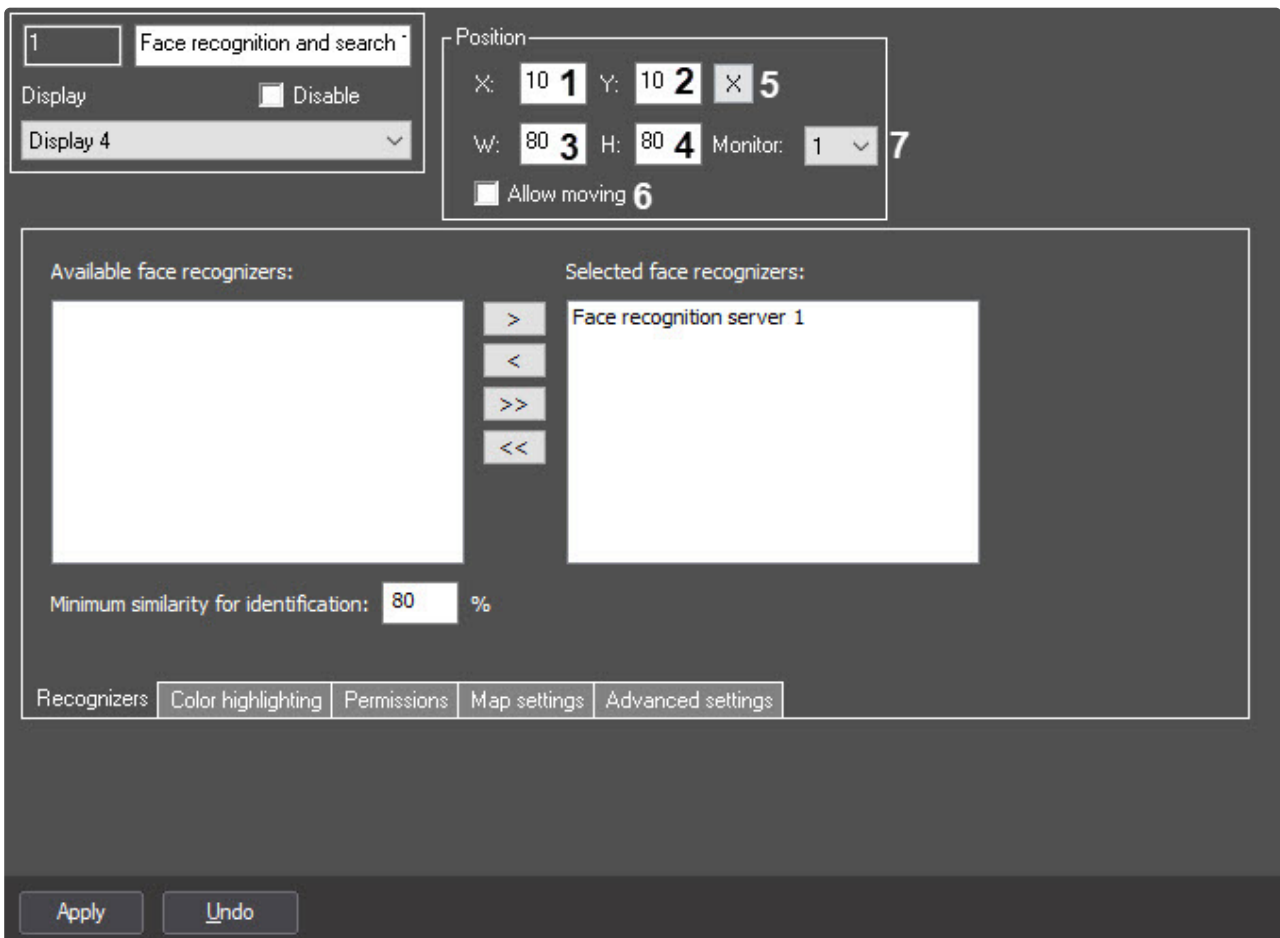 1 Face recognition and search
Display Disable
Display 4
Position
X: 10 1 Y: 10 2 X 5
W: 80 3 H: 80 4 Monitor: 1 7
Allow moving 6
Available face recognizers: Selected face recognizers:
> Face recognition server 1
<
>>
<<
Minimum similarity for identification: 80 %
Recognizers Color highlighting Permissions Map settings Advanced settings
Apply Undo